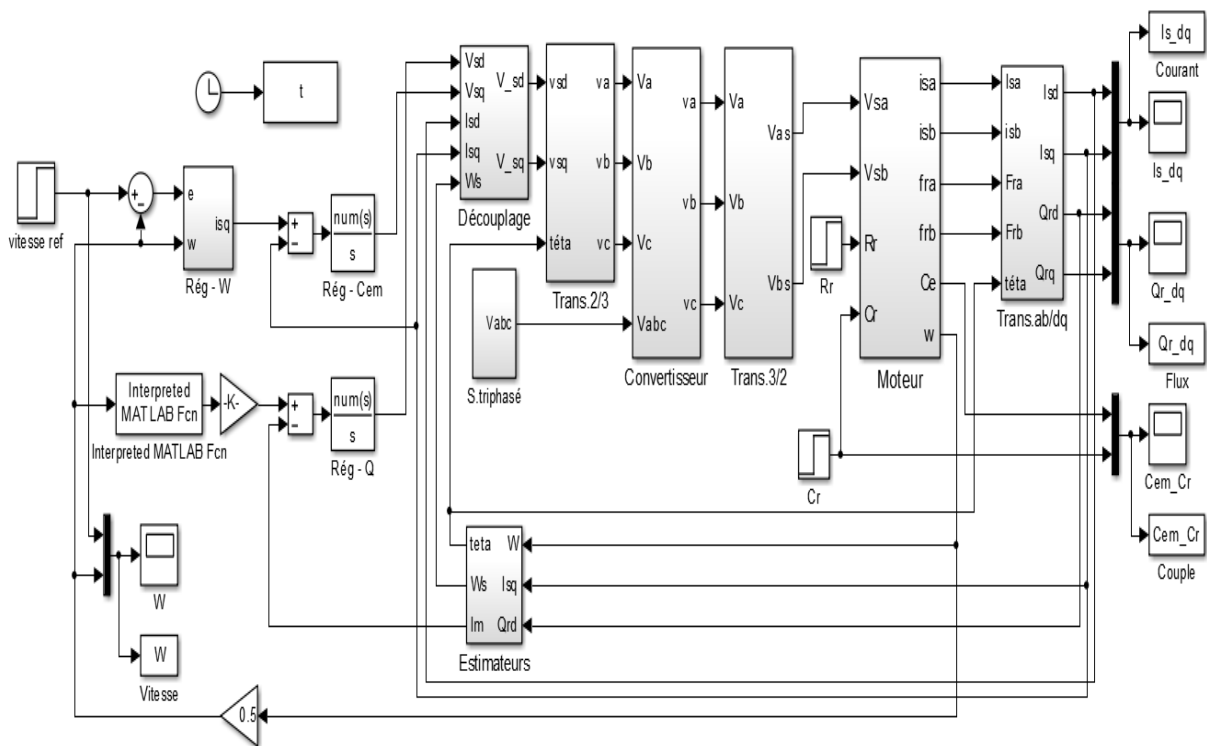 t
vitesse ref
+
-
e
w
isq
Rég - W
+
-
num(s)
s
Rég - Cem
Vsd
Vsq
Isd
Isq
Ws
V_sd
V_sq
Découplage
vsd
vsq
téta
va
vb
vc
Trans.2/3
Va
Vb
Vc
Vabc
va
vb
vc
Convertisseur
Va
Vb
Vc
Vas
Vbs
Trans.3/2
Vabc
S.triphasé
Vsa
Vsb
Rr
Cr
isa
isb
fra
frb
Ce
w
Moteur
Rr
Cr
Isa
isb
Fra
Frb
téta
Isd
Isq
Qrd
Qrq
Trans.ab/dq
Is_dq
Courant
Is_dq
Qr_dq
Qr_dq
Flux
Cem_Cr
Cem_Cr
Couple
Interpreted
MATLAB Fcn
Interpreted MATLAB Fcn
-K-
+
-
num(s)
s
Rég - Q
teta
Ws
Im
W
Isq
Qrd
Estimateurs
W
W
Vitesse
0.5